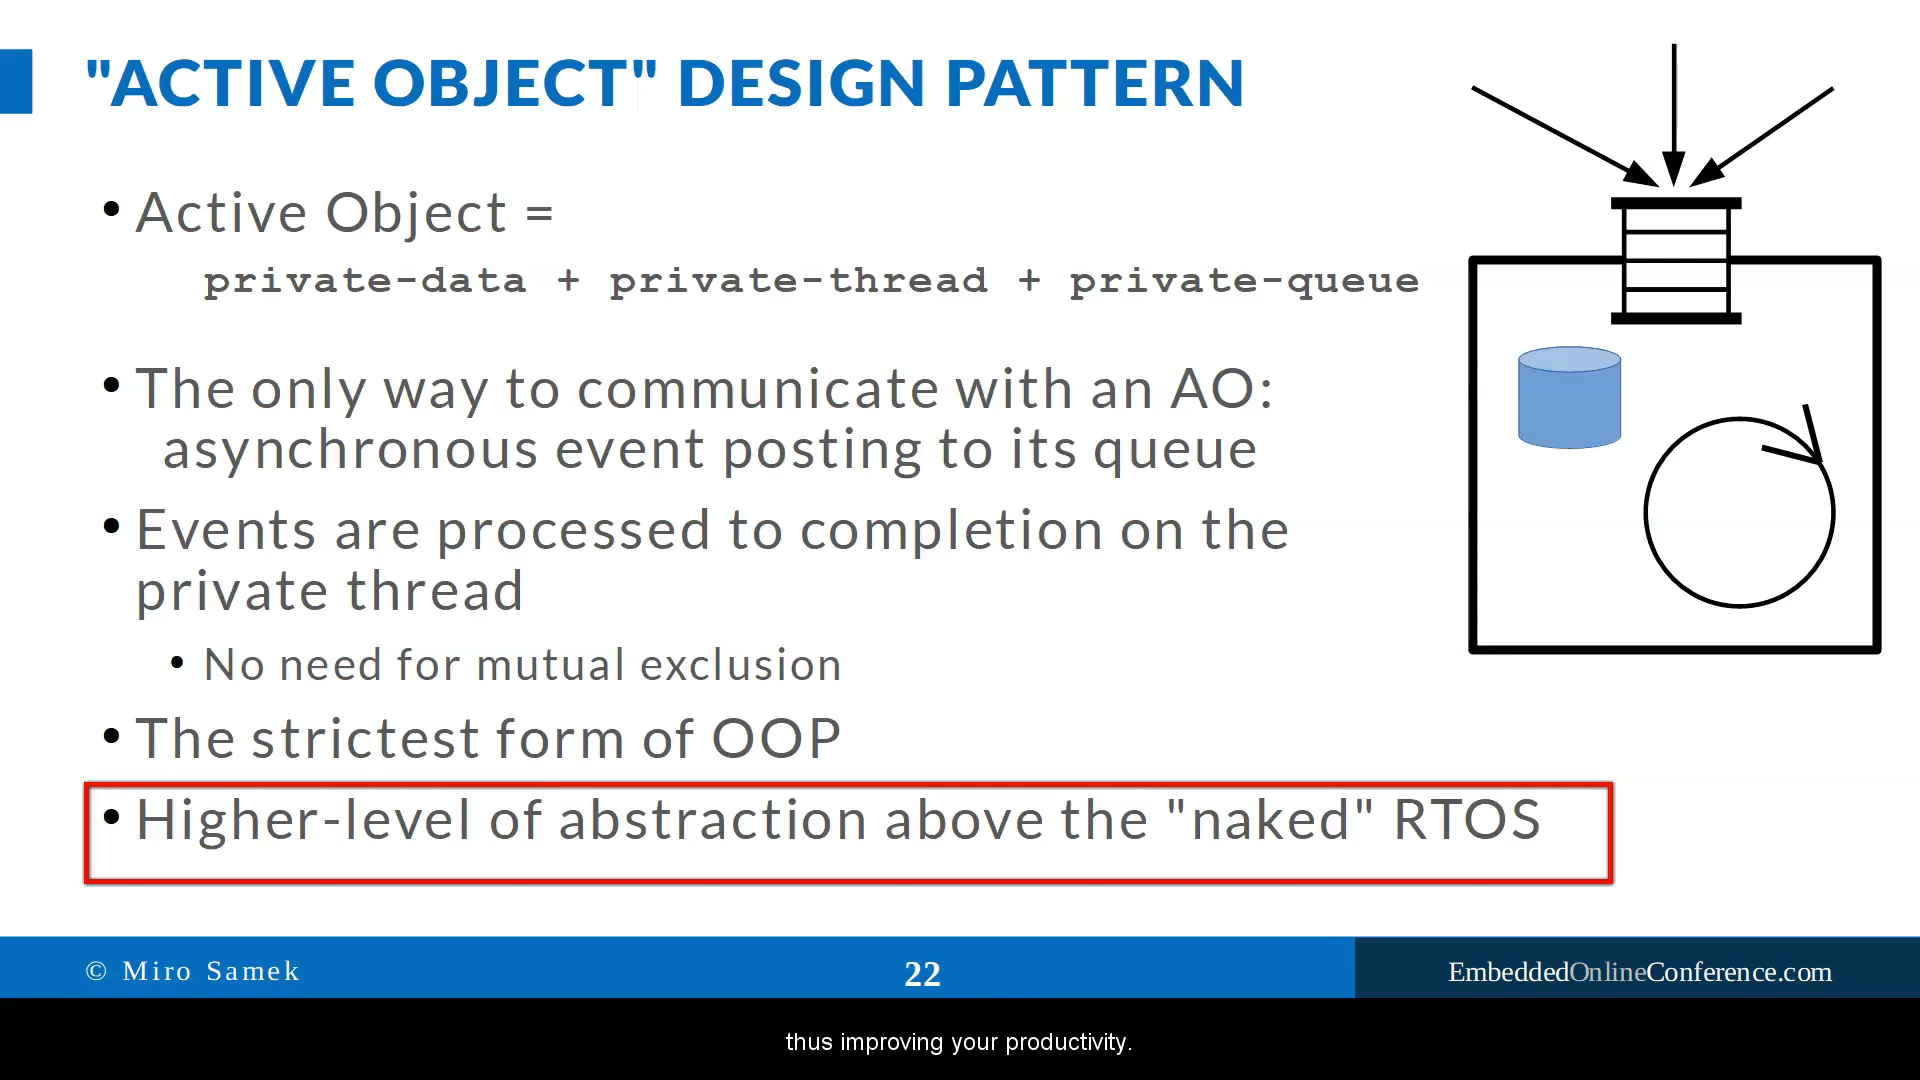 "ACTIVE OBJECT" DESIGN PATTERN
• Active Object =
private-data + private-thread + private-queue
• The only way to communicate with an AO:
asynchronous event posting to its queue
• Events are processed to completion on the
private thread
• No need for mutual exclusion
• The strictest form of OOP
• Higher-level of abstraction above the "naked" RTOS
© Miro Samek
22
EmbeddedOnlineConference.com
thus improving your productivity.